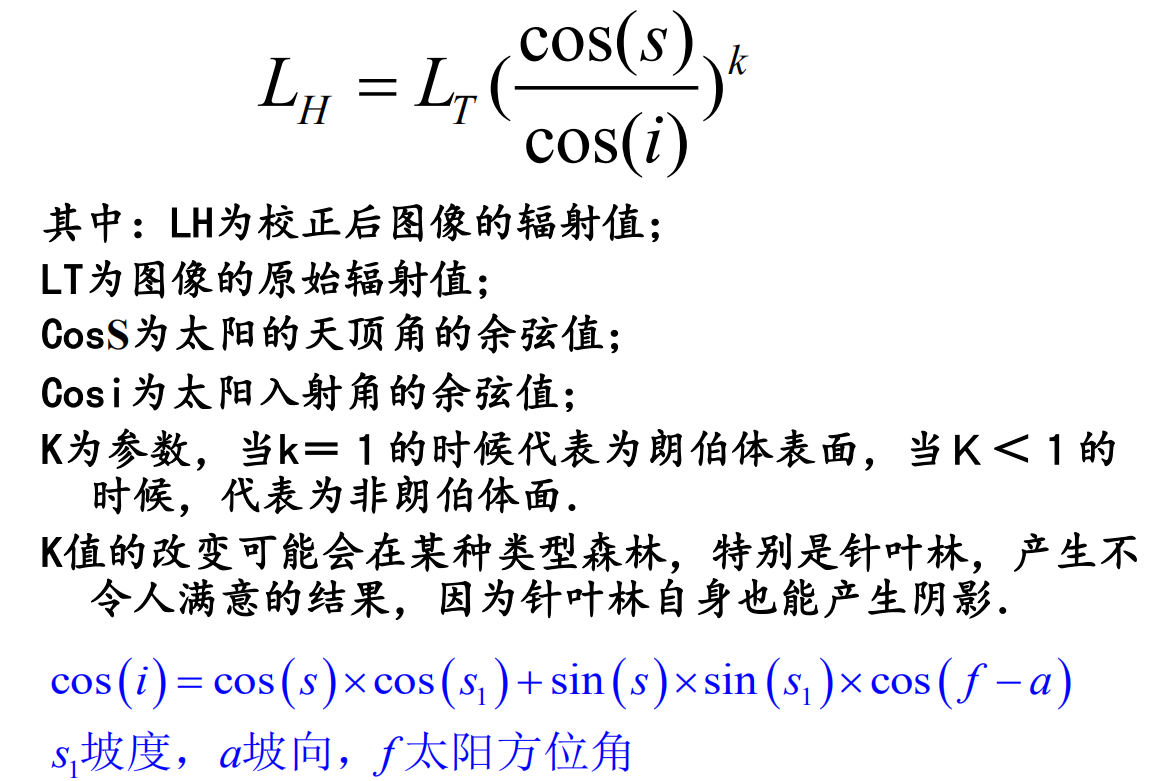 L_H = L_T (cos(s)/cos(i))^k
其中：LH为校正后图像的辐射值；
LT为图像的原始辐射值；
CosS为太阳的天顶角的余弦值；
Cosi为太阳入射角的余弦值；
K为参数，当k＝１的时候代表为朗伯体表面，当Ｋ＜１的
时候，代表为非朗伯体面．
K值的改变可能会在某种类型森林，特别是针叶林，产生不
令人满意的结果，因为针叶林自身也能产生阴影．
cos(i)=cos(s)×cos(s₁)+sin(s)×sin(s₁)×cos(f−a)
s₁坡度，a坡向，f太阳方位角